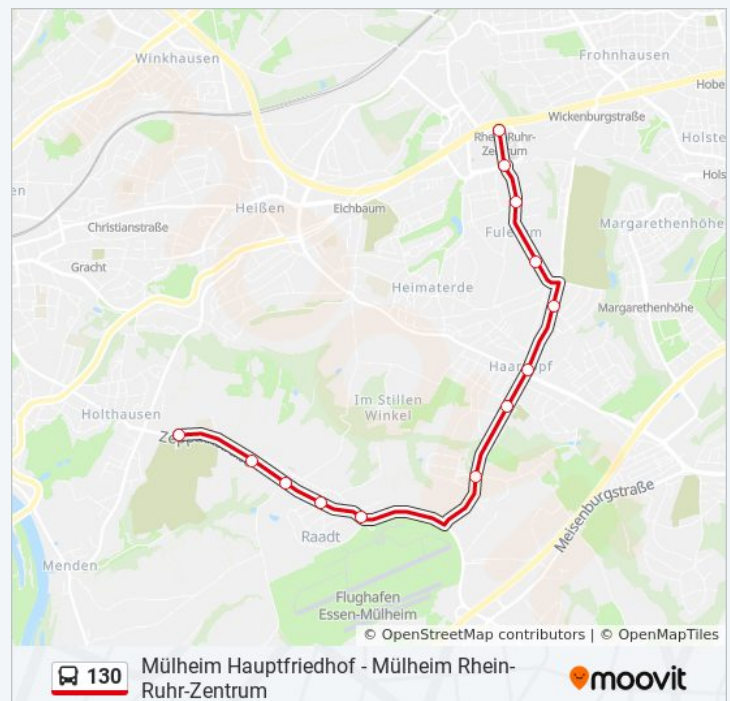 Winkhausen
Frohnhausen
Hobe
Wickenburgstraße
Rhein-Ruhr-
Zentrum
Holste
Hols
en
Heißen
Eichbaum
Christianstraße
Margarethenhöhe
Fulerum
Gracht
Heimaterde
Margarethenhöhe
Haarzopf
Im Stillen
Winkel
Holthausen
Zepp
Meisenburgstraße
Raadt
Menden
Flughafen
Essen-Mülheim
© OpenStreetMap contributors | © OpenMapTiles
130
Mülheim Hauptfriedhof - Mülheim Rhein-
Ruhr-Zentrum
moovit